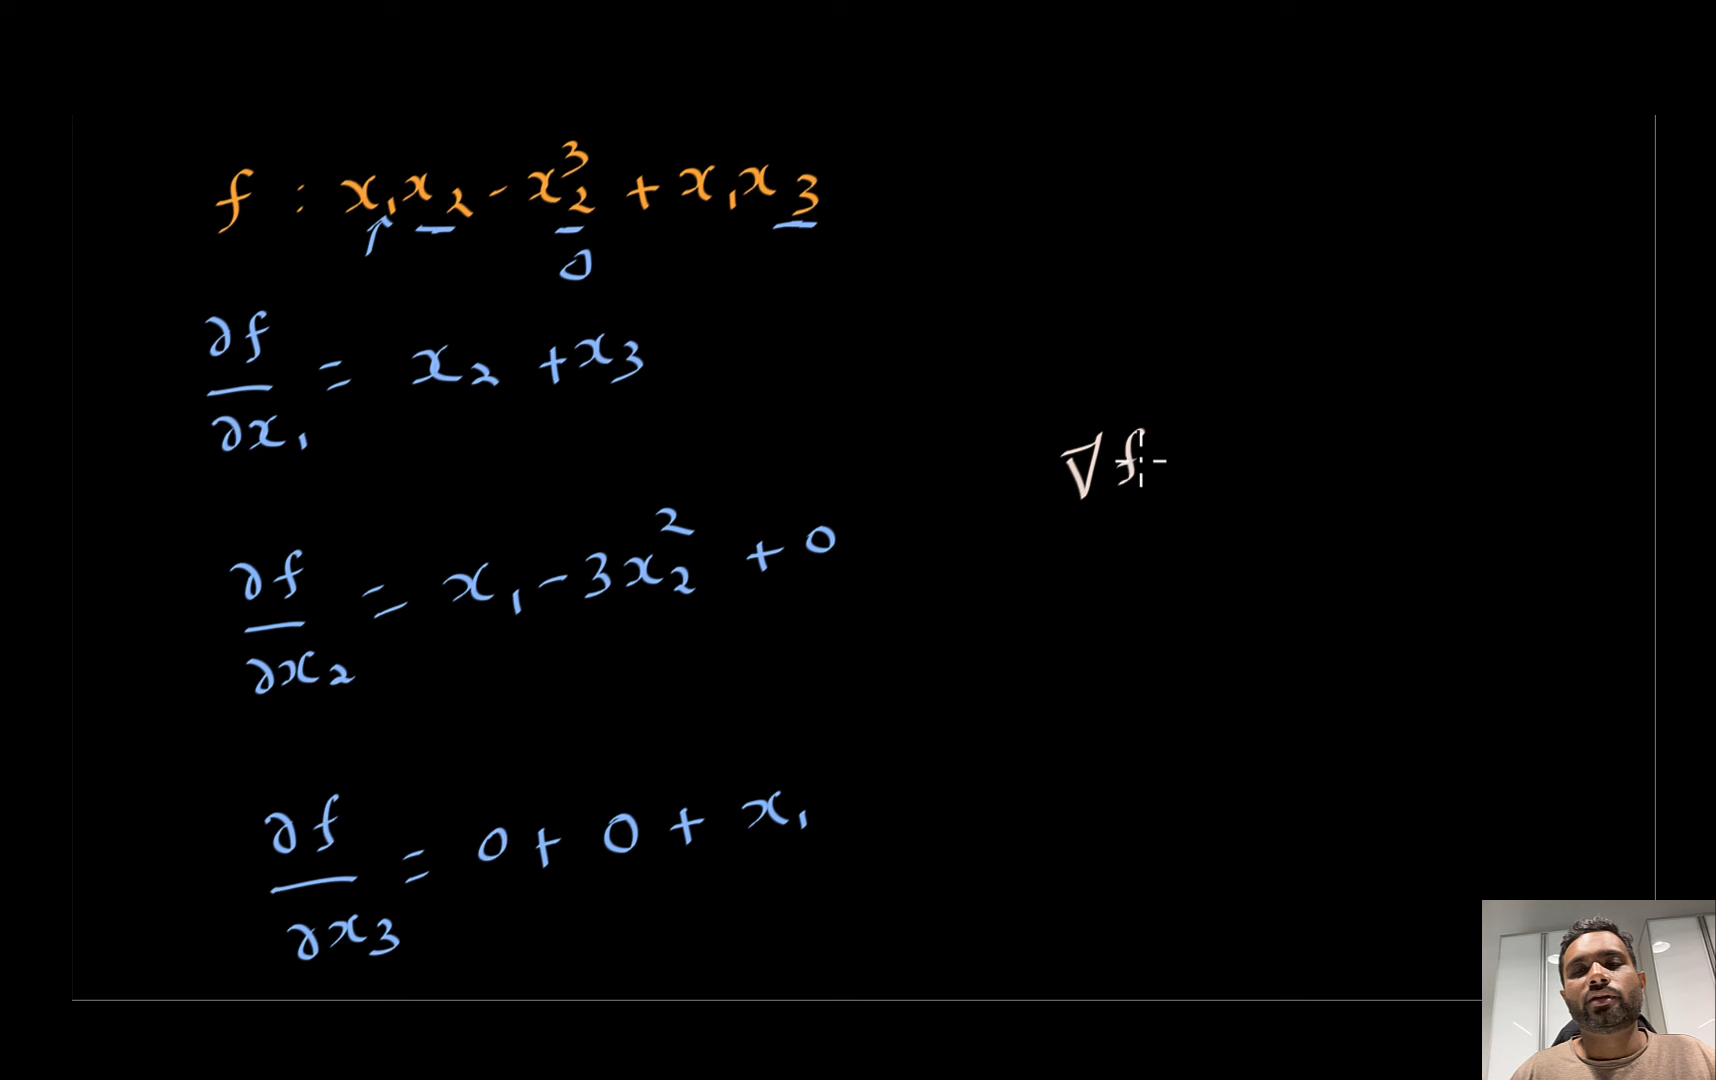 f : x₁x₂ - x₂³ + x₁x₃
0
∂f/∂x₁ = x₂ + x₃
∇f
∂f/∂x₂ = x₁ - 3x₂² + 0
∂f/∂x₃ = 0 + 0 + x₁